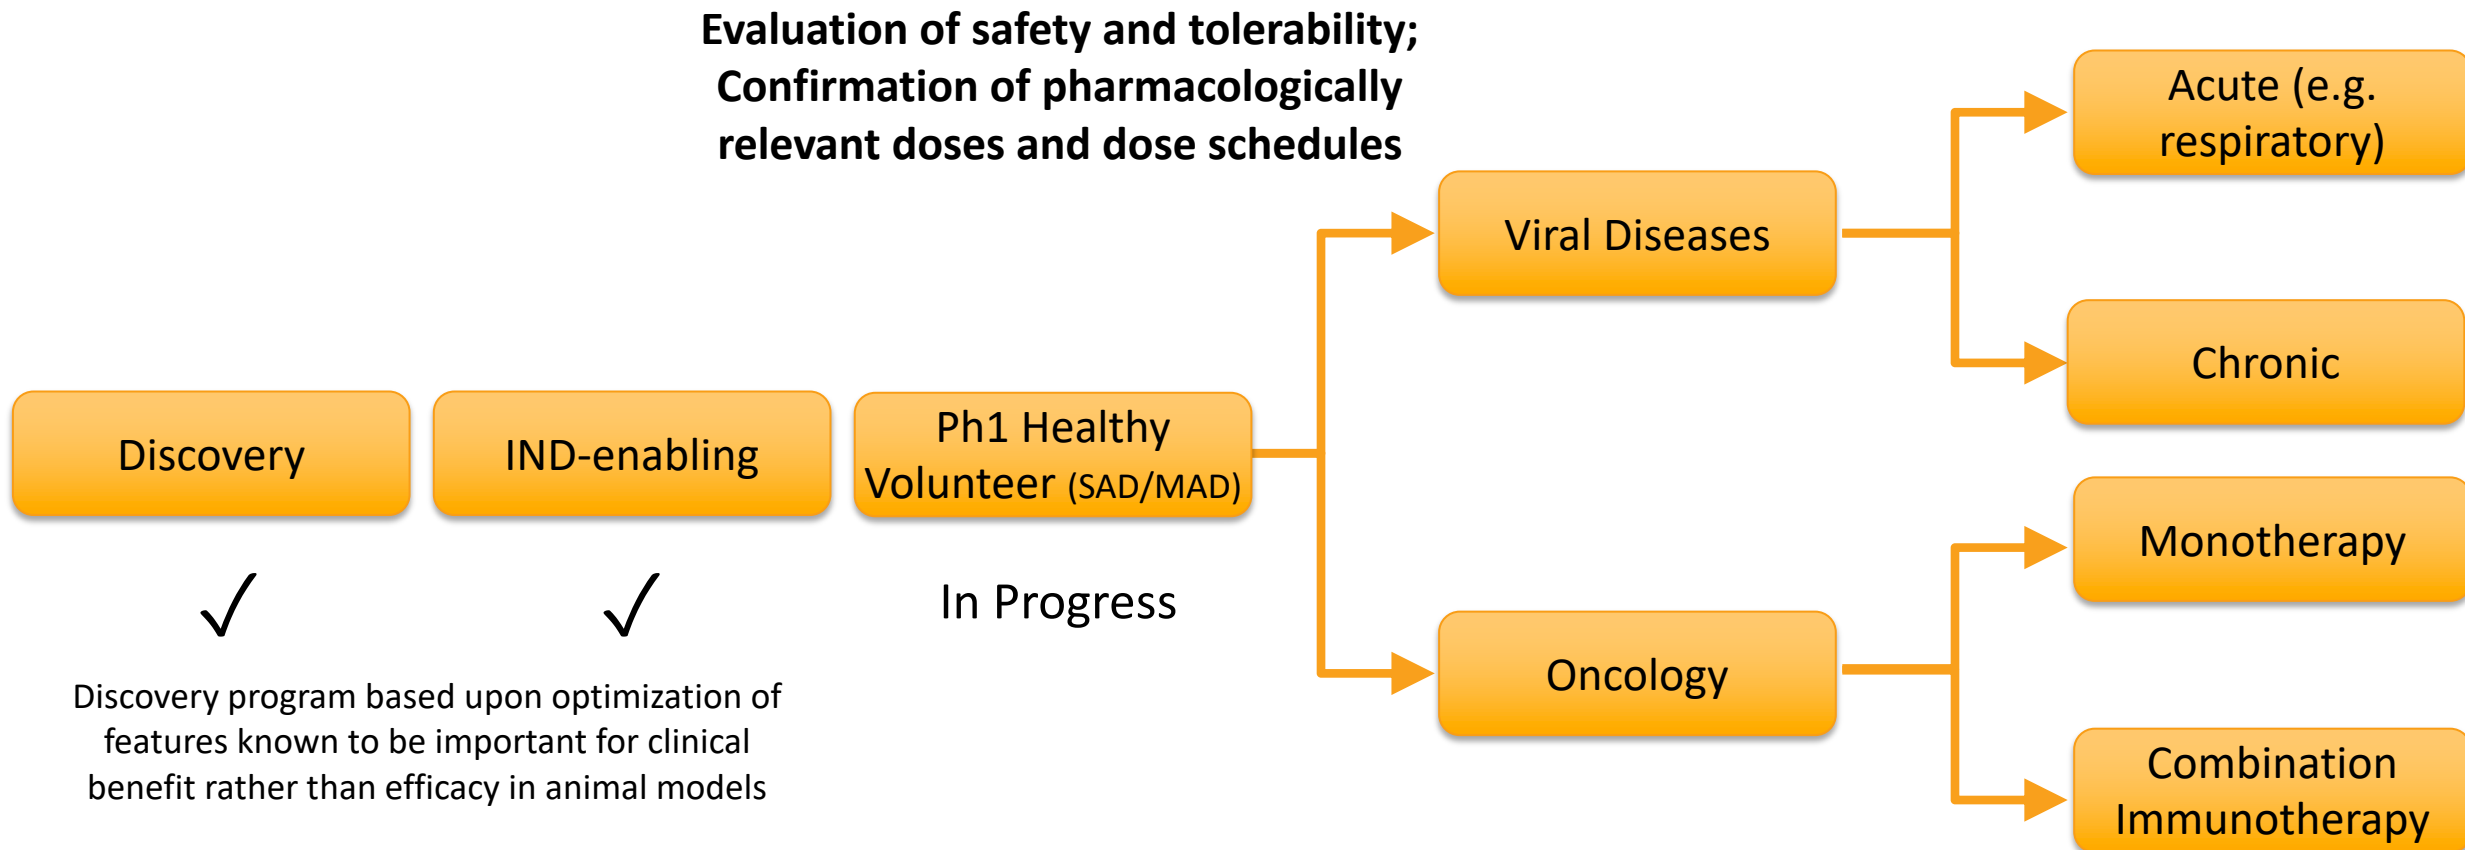 Evaluation of safety and tolerability;
Confirmation of pharmacologically
relevant doses and dose schedules
Discovery
IND-enabling
Ph1 Healthy
Volunteer (SAD/MAD)
✓
✓
In Progress
Discovery program based upon optimization of
features known to be important for clinical
benefit rather than efficacy in animal models
Viral Diseases
Acute (e.g.
respiratory)
Chronic
Oncology
Monotherapy
Combination
Immunotherapy